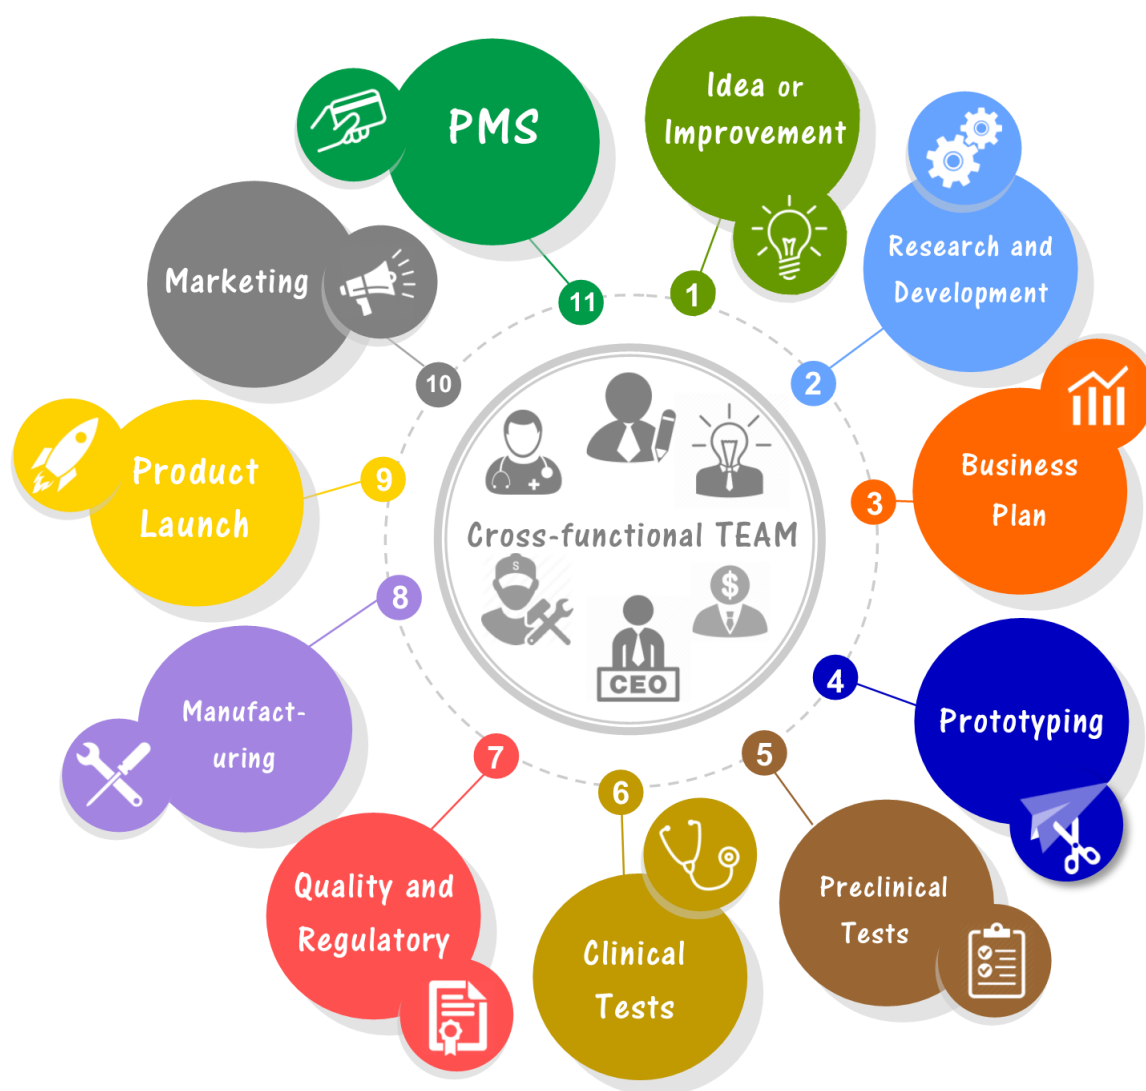 Idea or
Improvement
1
Research and
Development
2
Business
Plan
3
Prototyping
4
Preclinical
Tests
5
Clinical
Tests
6
Quality and
Regulatory
7
Manufact-
uring
8
Product
Launch
9
Marketing
10
PMS
11
Cross-functional TEAM
S
$
CEO